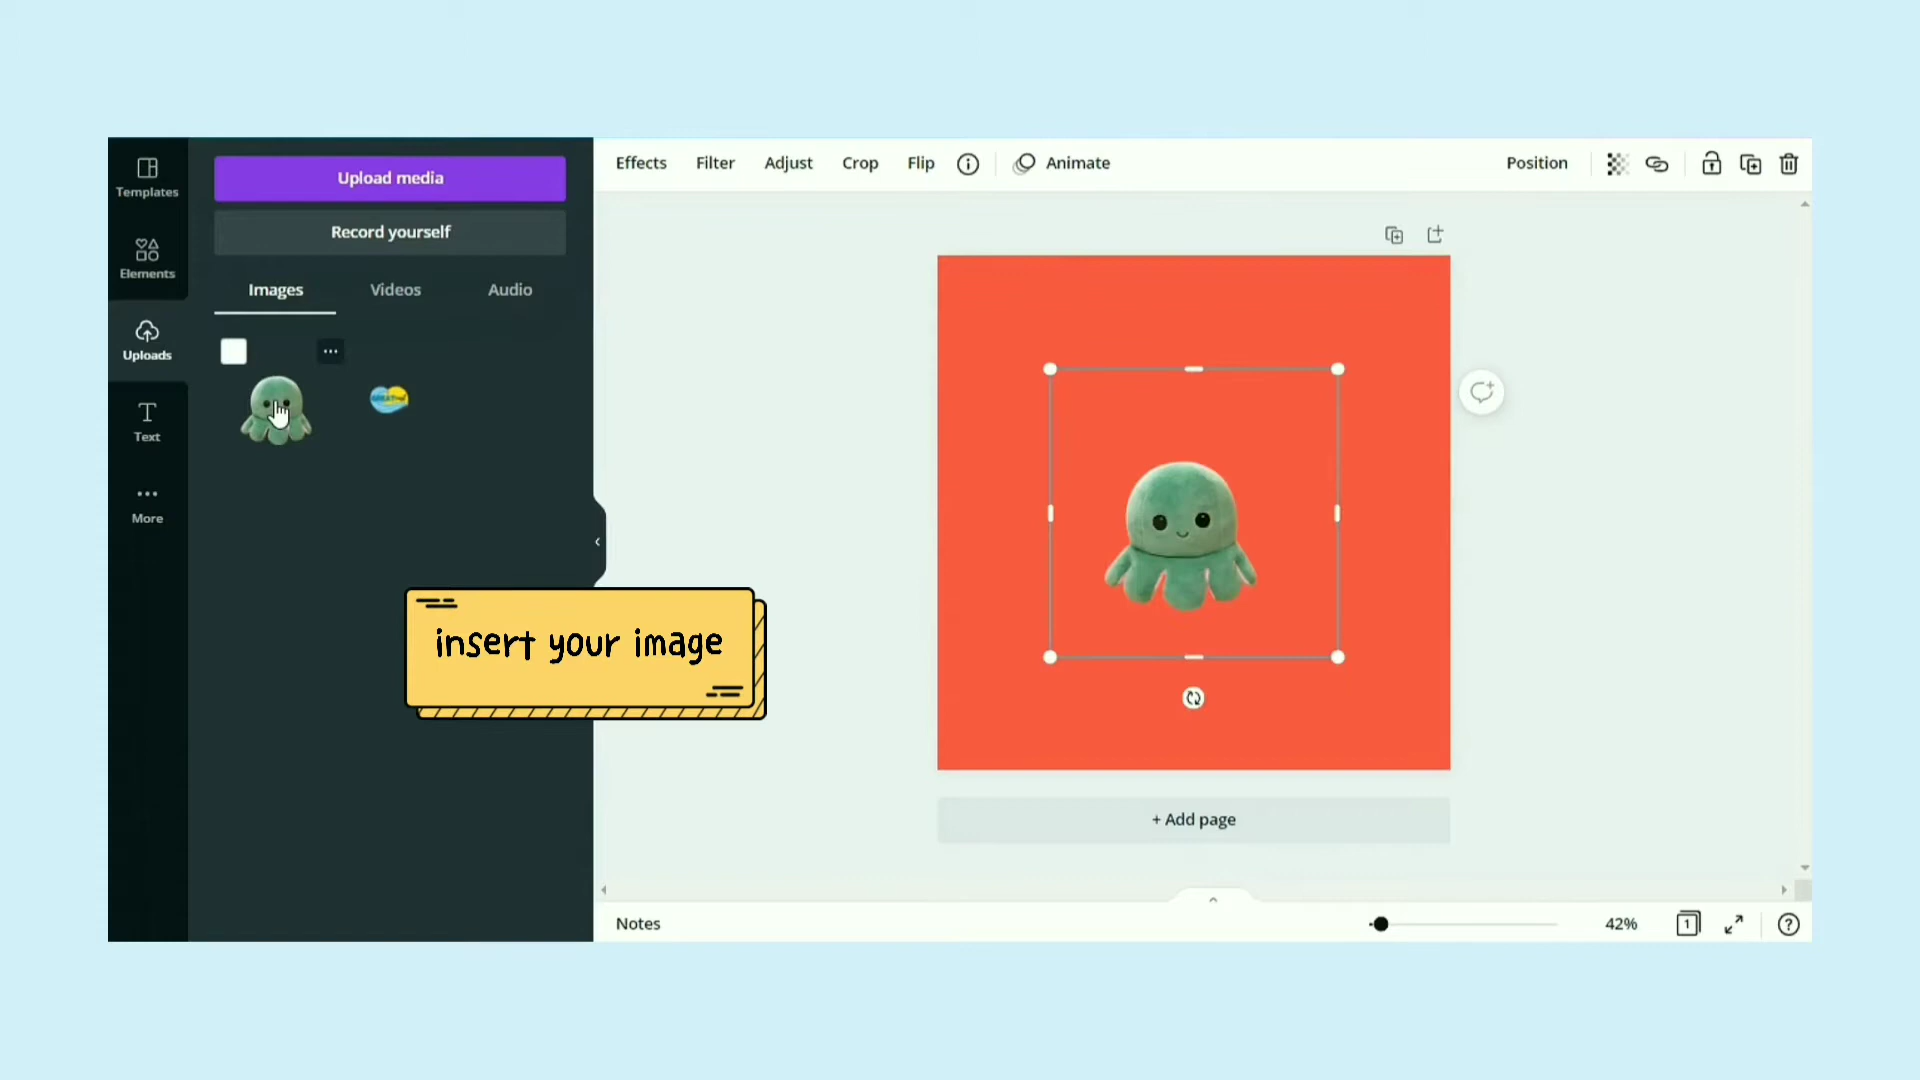 Templates
Elements
Uploads
Text
More
Upload media
Record yourself
Images
Videos
Audio
insert your image
Effects
Filter
Adjust
Crop
Flip
Animate
Position
+ Add page
Notes
42%
1